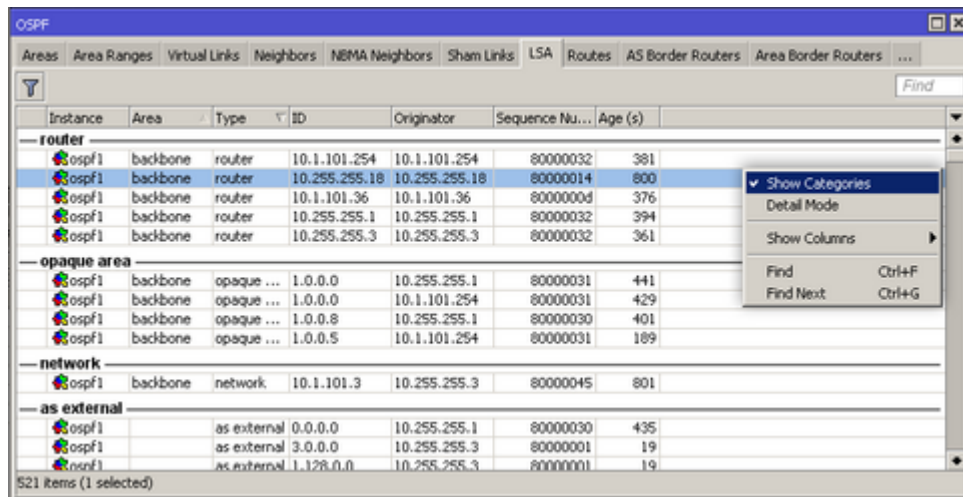 OSPF
Areas Area Ranges Virtual Links Neighbors NBMA Neighbors Sham Links LSA Routes AS Border Routers Area Border Routers ...
Find
Instance Area Type ID Originator Sequence Nu... Age (s)
router
ospf1 backbone router 10.1.101.254 10.1.101.254 80000032 381
ospf1 backbone router 10.255.255.18 10.255.255.18 80000014 800
ospf1 backbone router 10.1.101.36 10.1.101.36 8000000d 376
ospf1 backbone router 10.255.255.1 10.255.255.1 80000032 394
ospf1 backbone router 10.255.255.3 10.255.255.3 80000032 361
opaque area
ospf1 backbone opaque ... 1.0.0.0 10.255.255.1 80000031 441
ospf1 backbone opaque ... 1.0.0.0 10.1.101.254 80000031 429
ospf1 backbone opaque ... 1.0.0.8 10.255.255.1 80000030 401
ospf1 backbone opaque ... 1.0.0.5 10.1.101.254 80000031 189
network
ospf1 backbone network 10.1.101.3 10.255.255.3 80000045 801
as external
ospf1 as external 0.0.0.0 10.255.255.1 80000030 435
ospf1 as external 3.0.0.0 10.255.255.3 80000001 19
ospf1 as external 1.128.0.0 10.255.255.3 80000001 19
521 items (1 selected)
Show Categories
Detail Mode
Show Columns
Find Ctrl+F
Find Next Ctrl+G